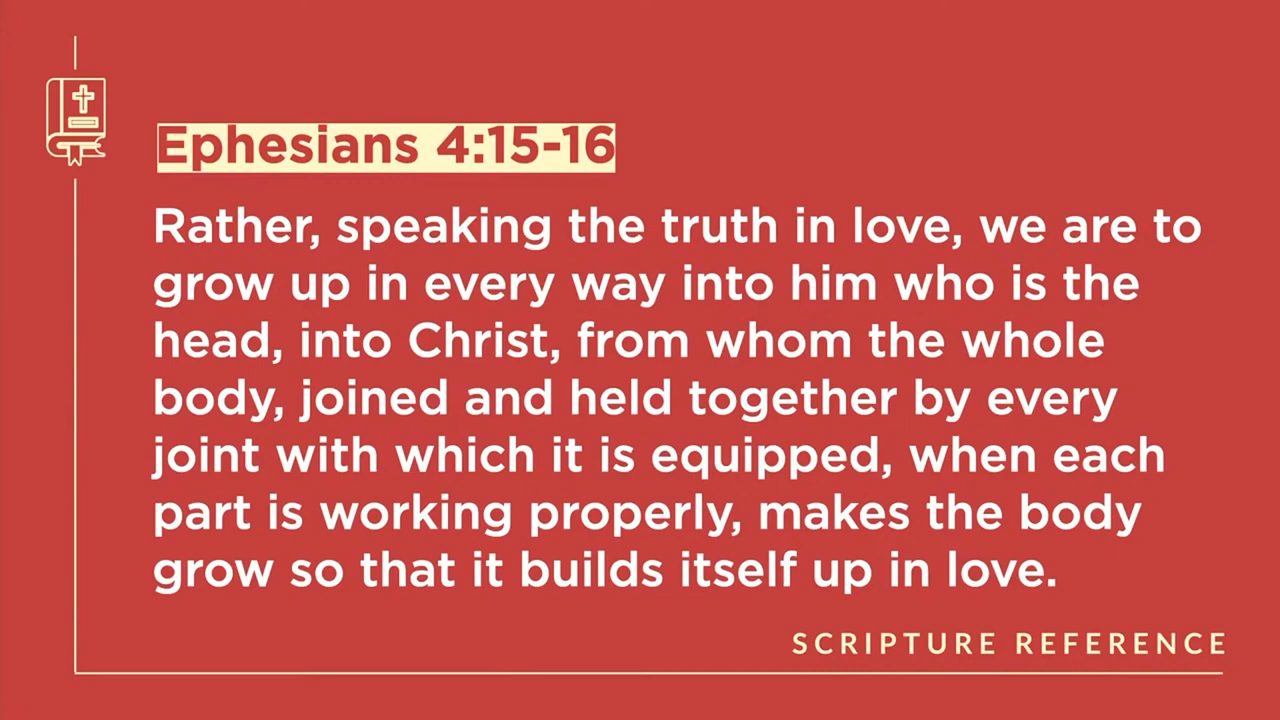 Ephesians 4:15-16
Rather, speaking the truth in love, we are to
grow up in every way into him who is the
head, into Christ, from whom the whole
body, joined and held together by every
joint with which it is equipped, when each
part is working properly, makes the body
grow so that it builds itself up in love.
SCRIPTURE REFERENCE